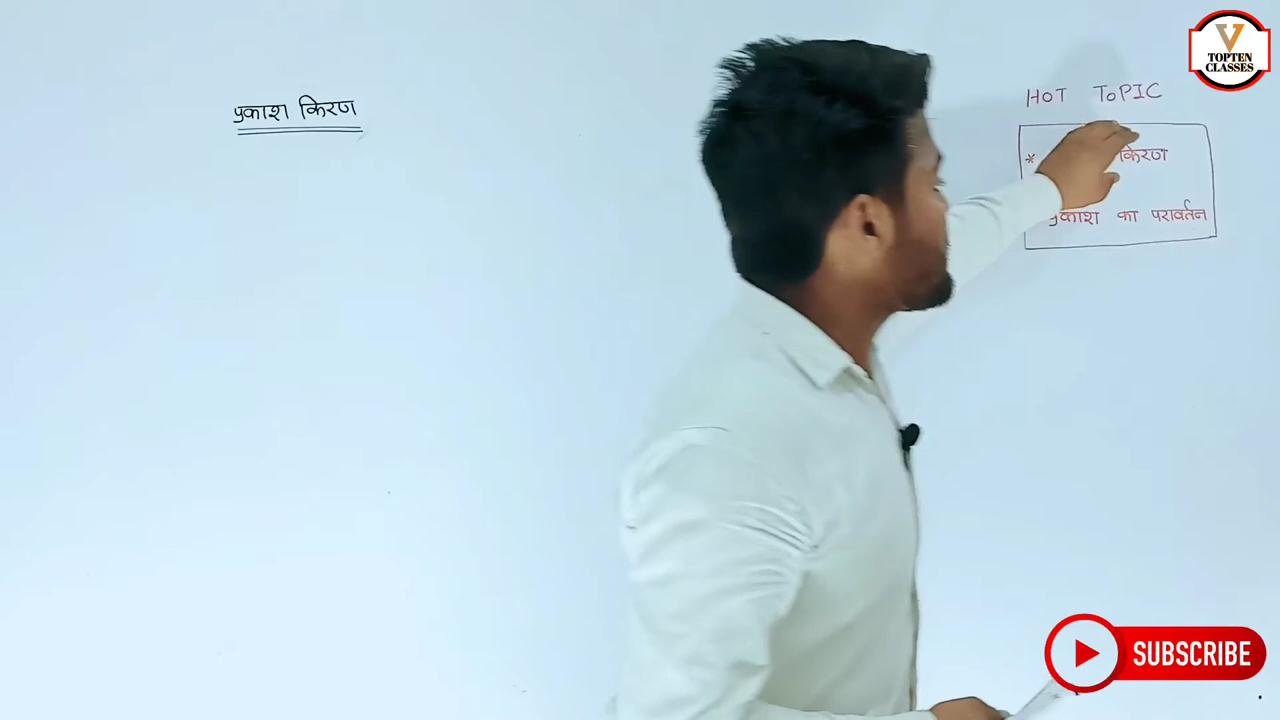 प्रकाश किरण
HOT TOPIC
* किरण
प्रकाश का परावर्तन
V
TOPTEN
CLASSES
SUBSCRIBE